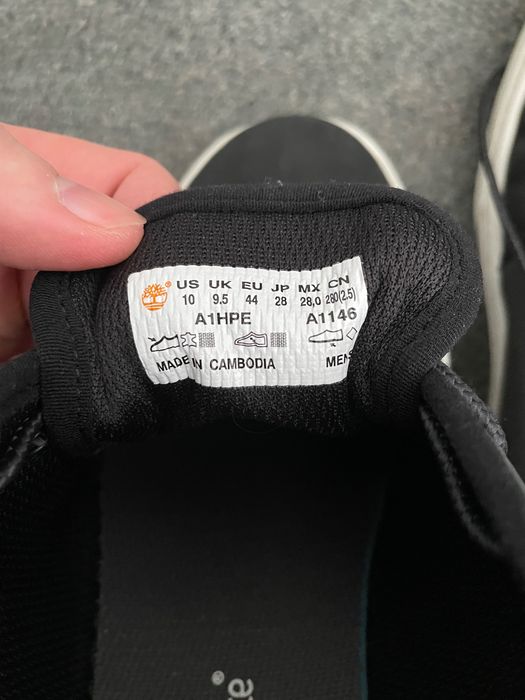 US UK EU JP MX CN
10 9.5 44 28 28,0 280(2.5)
A1HPE A1146
MADE IN CAMBODIA MENS
a®